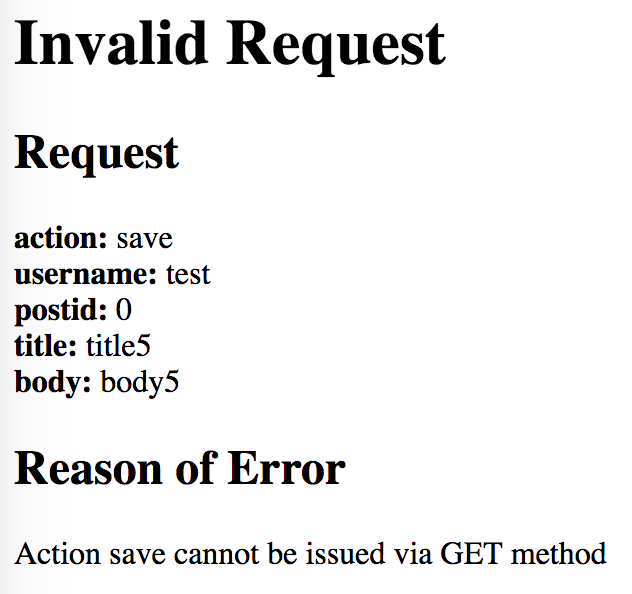 Invalid Request
Request
action: save
username: test
postid: 0
title: title5
body: body5
Reason of Error
Action save cannot be issued via GET method